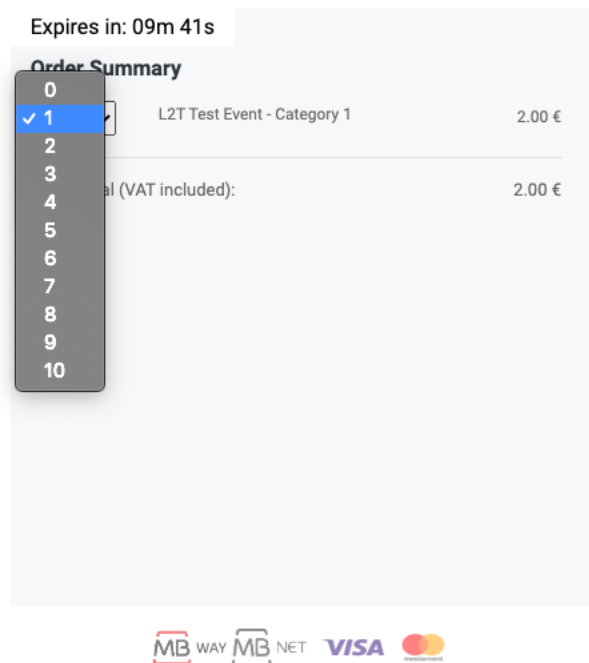 Expires in: 09m 41s
Order Summary
0
✓ 1
2
3
4
5
6
7
8
9
10
L2T Test Event - Category 1 2.00 €
(VAT included): 2.00 €
MB WAY MB NET VISA mastercard